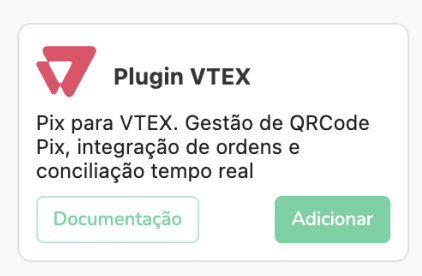 Plugin VTEX
Pix para VTEX. Gestão de QRCode
Pix, integração de ordens e
conciliação tempo real
Documentação
Adicionar